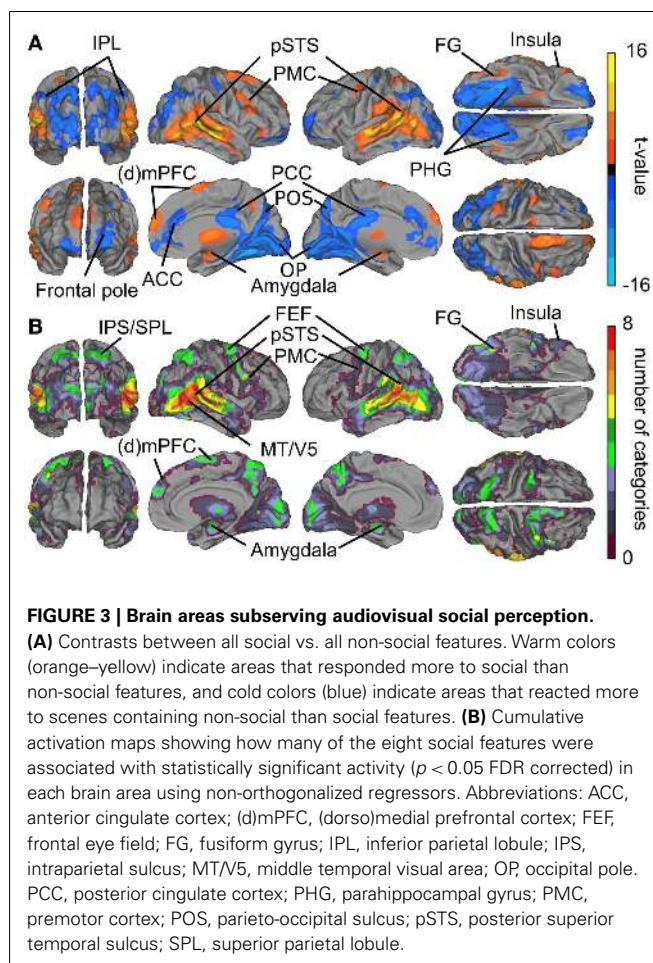 A
IPL
pSTS
PMC
FG
Insula
16
t-value
-16
PHG
(d)mPFC
PCC
POS
ACC
OP
Frontal pole
Amygdala
B
IPS/SPL
FEF
pSTS
PMC
FG
Insula
8
number of categories
0
(d)mPFC
MT/V5
Amygdala
FIGURE 3 | Brain areas subserving audiovisual social perception.
(A) Contrasts between all social vs. all non-social features. Warm colors
(orange–yellow) indicate areas that responded more to social than
non-social features, and cold colors (blue) indicate areas that reacted more
to scenes containing non-social than social features. (B) Cumulative
activation maps showing how many of the eight social features were
associated with statistically significant activity (p < 0.05 FDR corrected) in
each brain area using non-orthogonalized regressors. Abbreviations: ACC,
anterior cingulate cortex; (d)mPFC, (dorso)medial prefrontal cortex; FEF,
frontal eye field; FG, fusiform gyrus; IPL, inferior parietal lobule; IPS,
intraparietal sulcus; MT/V5, middle temporal visual area; OP, occipital pole.
PCC, posterior cingulate cortex; PHG, parahippocampal gyrus; PMC,
premotor cortex; POS, parieto-occipital sulcus; pSTS, posterior superior
temporal sulcus; SPL, superior parietal lobule.